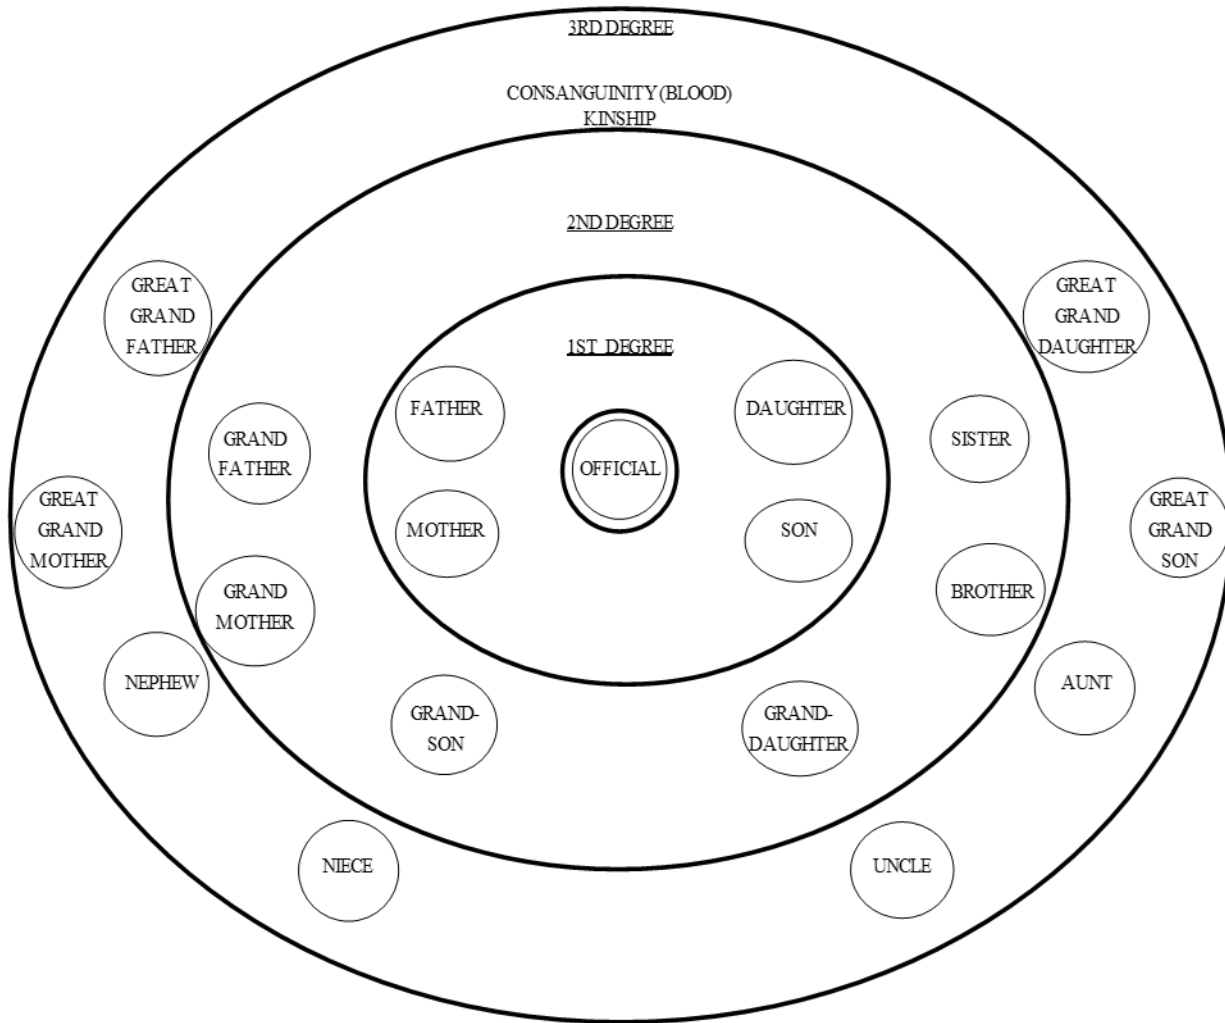 3RD DEGREE
CONSANGUINITY (BLOOD)
KINSHIP
2ND DEGREE
1ST DEGREE
GREAT
GRAND
FATHER
GREAT
GRAND
DAUGHTER
FATHER
DAUGHTER
GRAND
FATHER
OFFICIAL
SISTER
GREAT
GRAND
MOTHER
MOTHER
SON
GREAT
GRAND
SON
GRAND
MOTHER
BROTHER
NEPHEW
AUNT
GRAND-
SON
GRAND-
DAUGHTER
NIECE
UNCLE